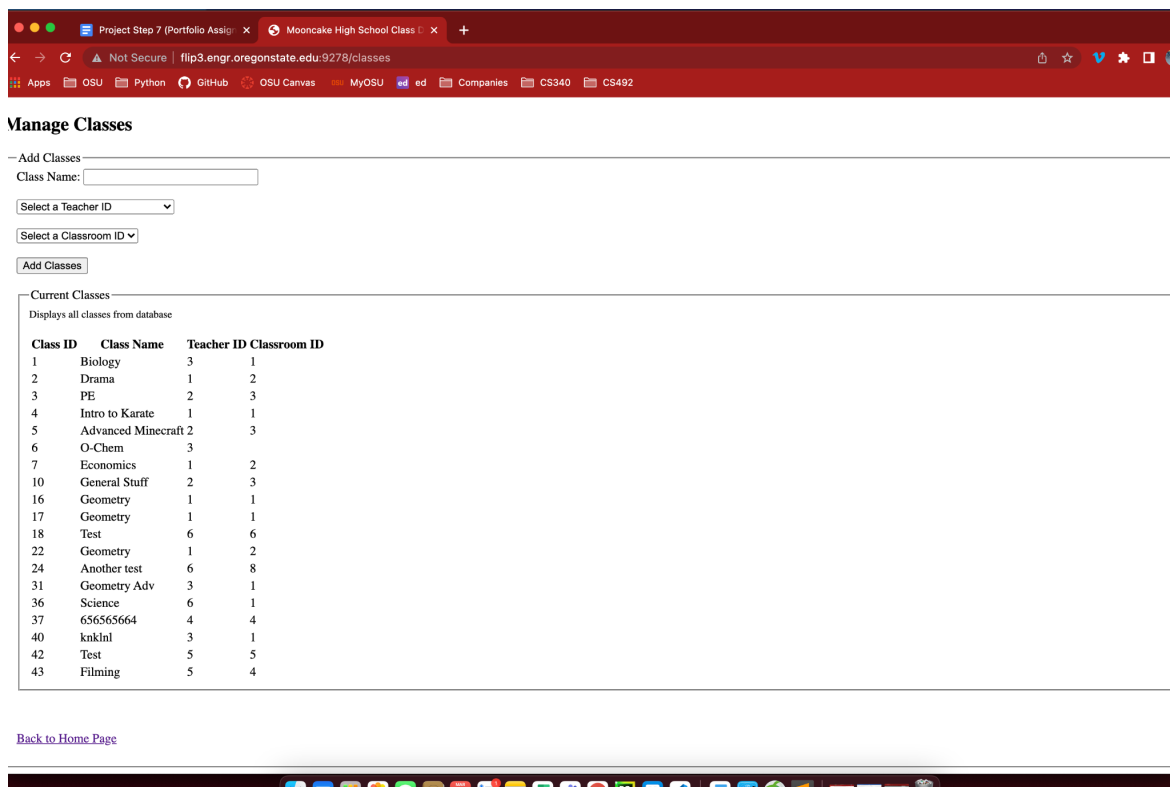 Project Step 7 (Portfolio Assigr × Mooncake High School Class D × +
Not Secure | flip3.engr.oregonstate.edu:9278/classes
Apps OSU Python GitHub OSU Canvas MyOSU ed ed Companies CS340 CS492
Manage Classes
Add Classes
Class Name:
Select a Teacher ID
Select a Classroom ID
Add Classes
Current Classes
Displays all classes from database
Class ID Class Name Teacher ID Classroom ID
1 Biology 3 1
2 Drama 1 2
3 PE 2 3
4 Intro to Karate 1 1
5 Advanced Minecraft 2 3
6 O-Chem 3
7 Economics 1 2
10 General Stuff 2 3
16 Geometry 1 1
17 Geometry 1 1
18 Test 6 6
22 Geometry 1 2
24 Another test 6 8
31 Geometry Adv 3 1
36 Science 6 1
37 656565664 4 4
40 knklnl 3 1
42 Test 5 5
43 Filming 5 4
Back to Home Page